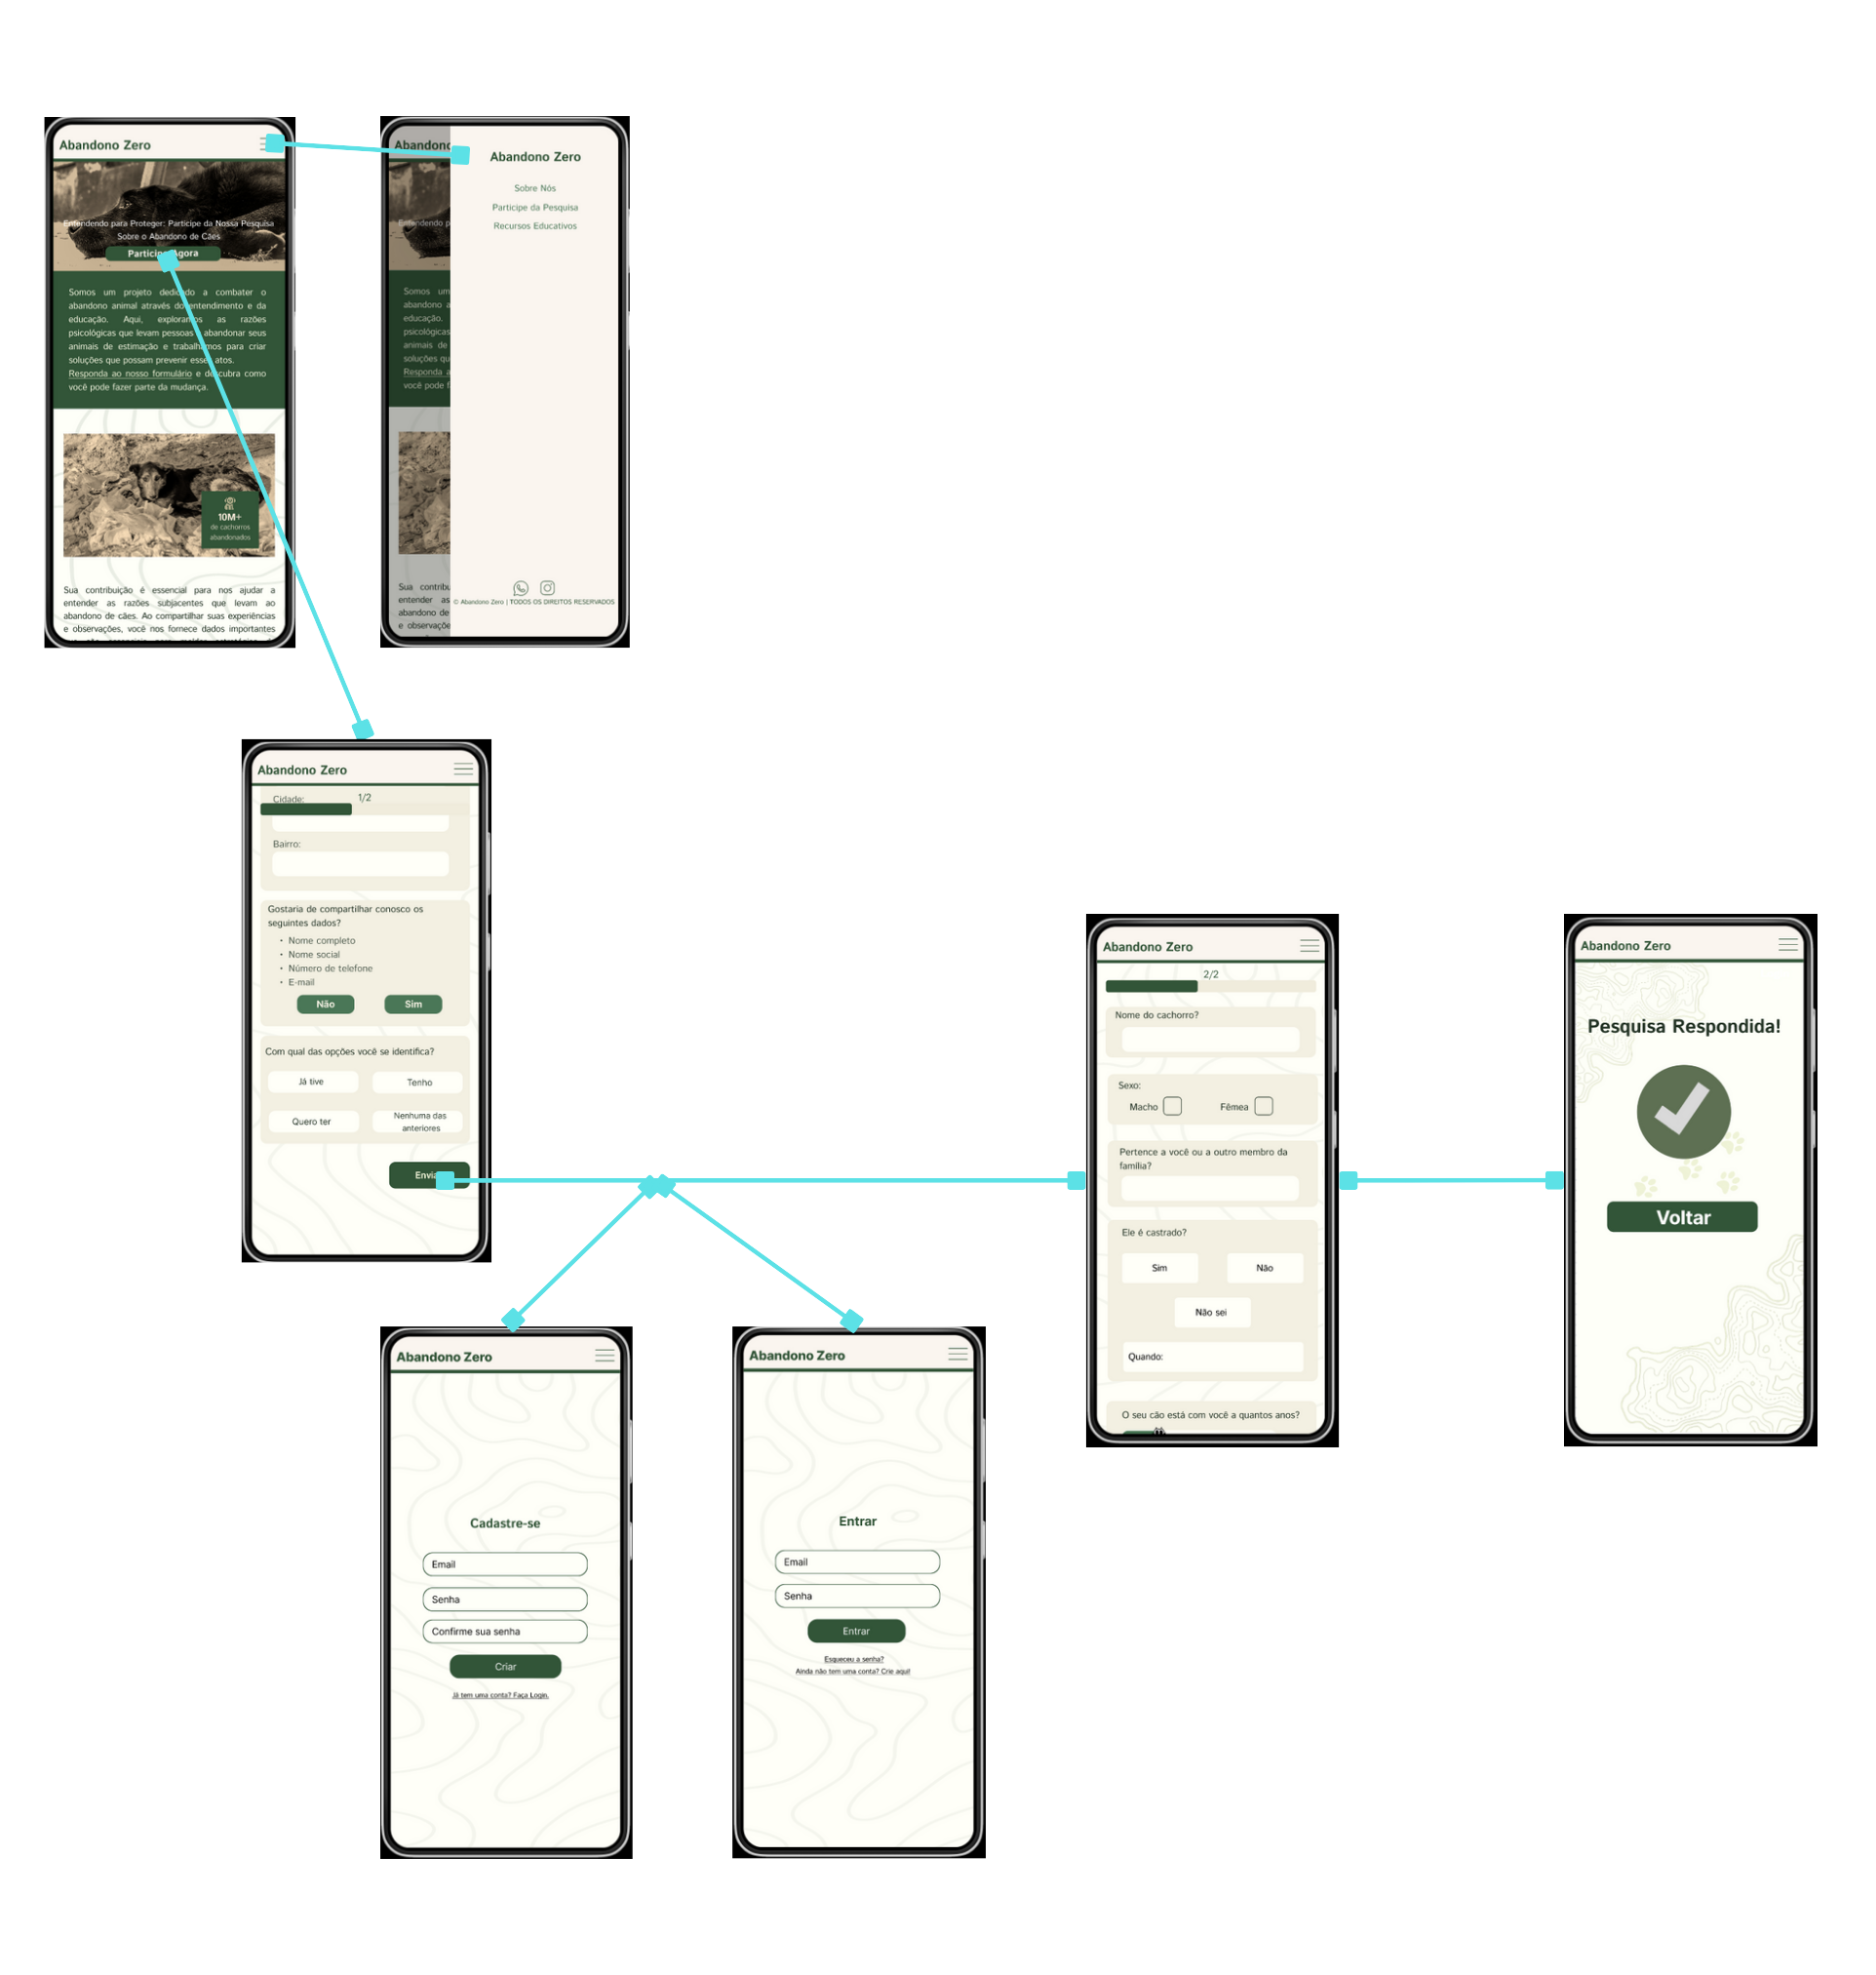 Abandono Zero
Entendendo para Proteger: Participe da Nossa Pesquisa
Sobre o Abandono de Cães
Participe Agora
Somos um projeto dedicado a combater o
abandono animal através do entendimento e da
educação. Aqui, exploramos as razões
psicológicas que levam pessoas a abandonar seus
animais de estimação e trabalhamos para criar
soluções que possam prevenir esses atos.
Responda ao nosso formulário e descubra como
você pode fazer parte da mudança.
10M+
de cachorros
abandonados
Sua contribuição é essencial para nos ajudar a
entender as razões subjacentes que levam ao
abandono de cães. Ao compartilhar suas experiências
e observações, você nos fornece dados importantes
Abandono
Entendendo p
Somos um
abandono a
educação.
psicológicas
animais de
soluções qu
Responda a
você pode f
Sua contribu
entender as
abandono de
e observaçõe
Abandono Zero
Sobre Nós
Participe da Pesquisa
Recursos Educativos
© Abandono Zero | TODOS OS DIREITOS RESERVADOS
Abandono Zero
Cidade:
1/2
Bairro:
Gostaria de compartilhar conosco os
seguintes dados?
• Nome completo
• Nome social
• Número de telefone
• E-mail
Não Sim
Com qual das opções você se identifica?
Já tive Tenho
Quero ter Nenhuma das
anteriores
Enviar
Abandono Zero
2/2
Nome do cachorro?
Sexo:
Macho Fêmea
Pertence a você ou a outro membro da
família?
Ele é castrado?
Sim Não
Não sei
Quando:
O seu cão está com você a quantos anos?
Abandono Zero
Pesquisa Respondida!
Voltar
Abandono Zero
Cadastre-se
Email
Senha
Confirme sua senha
Criar
Já tem uma conta? Faça Login.
Abandono Zero
Entrar
Email
Senha
Entrar
Esqueceu a senha?
Ainda não tem uma conta? Crie aqui!